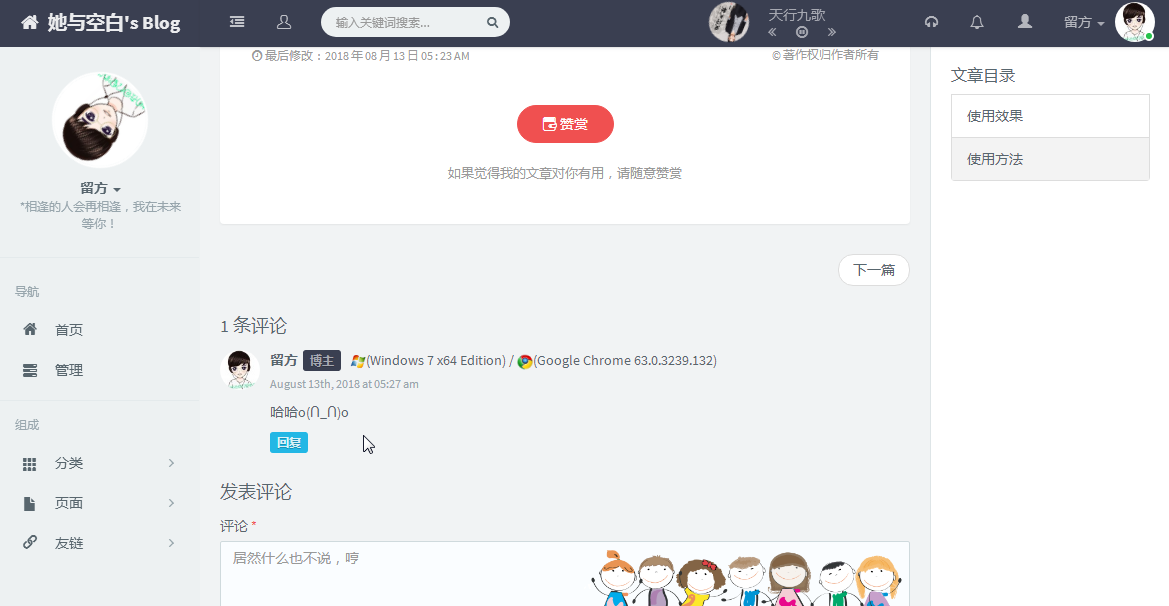 她与空白's Blog
输入关键词搜索...
天行九歌
留方
留方
*相逢的人会再相逢，我在未来
等你！
导航
首页
管理
组成
分类
页面
友链
最后修改：2018 年 08 月 13 日 05 : 23 AM
© 著作权归作者所有
赞赏
如果觉得我的文章对你有用，请随意赞赏
下一篇
1 条评论
留方 博主 (Windows 7 x64 Edition) / (Google Chrome 63.0.3239.132)
August 13th, 2018 at 05:27 am
哈哈o(∩_∩)o
回复
发表评论
评论 *
居然什么也不说，哼
文章目录
使用效果
使用方法